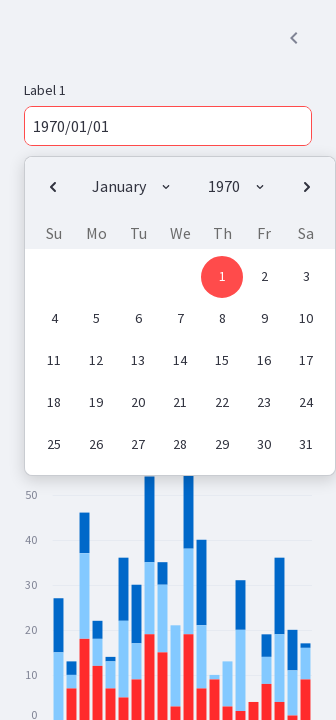 Label 1
1970/01/01
January 1970
Su Mo Tu We Th Fr Sa
1 2 3
4 5 6 7 8 9 10
11 12 13 14 15 16 17
18 19 20 21 22 23 24
25 26 27 28 29 30 31
50
40
30
20
10
0